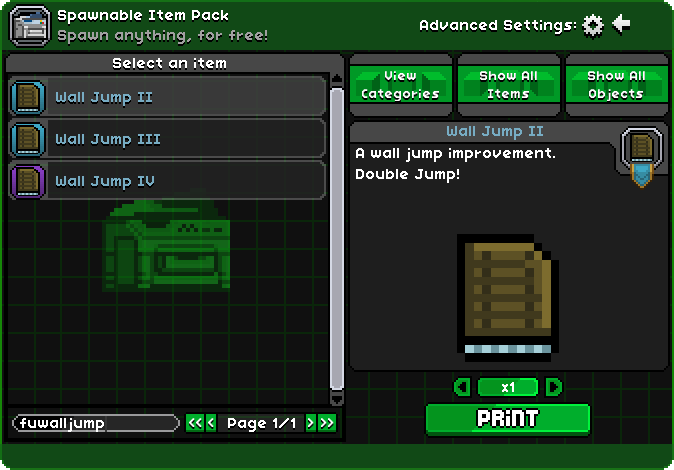 Spawnable Item Pack
Spawn anything, for free!
Advanced Settings:
Select an item
Wall Jump II
Wall Jump III
Wall Jump IV
fuwalljump
Page 1/1
View
Categories
Show All
Items
Show All
Objects
Wall Jump II
A wall jump improvement.
Double Jump!
x1
PRINT